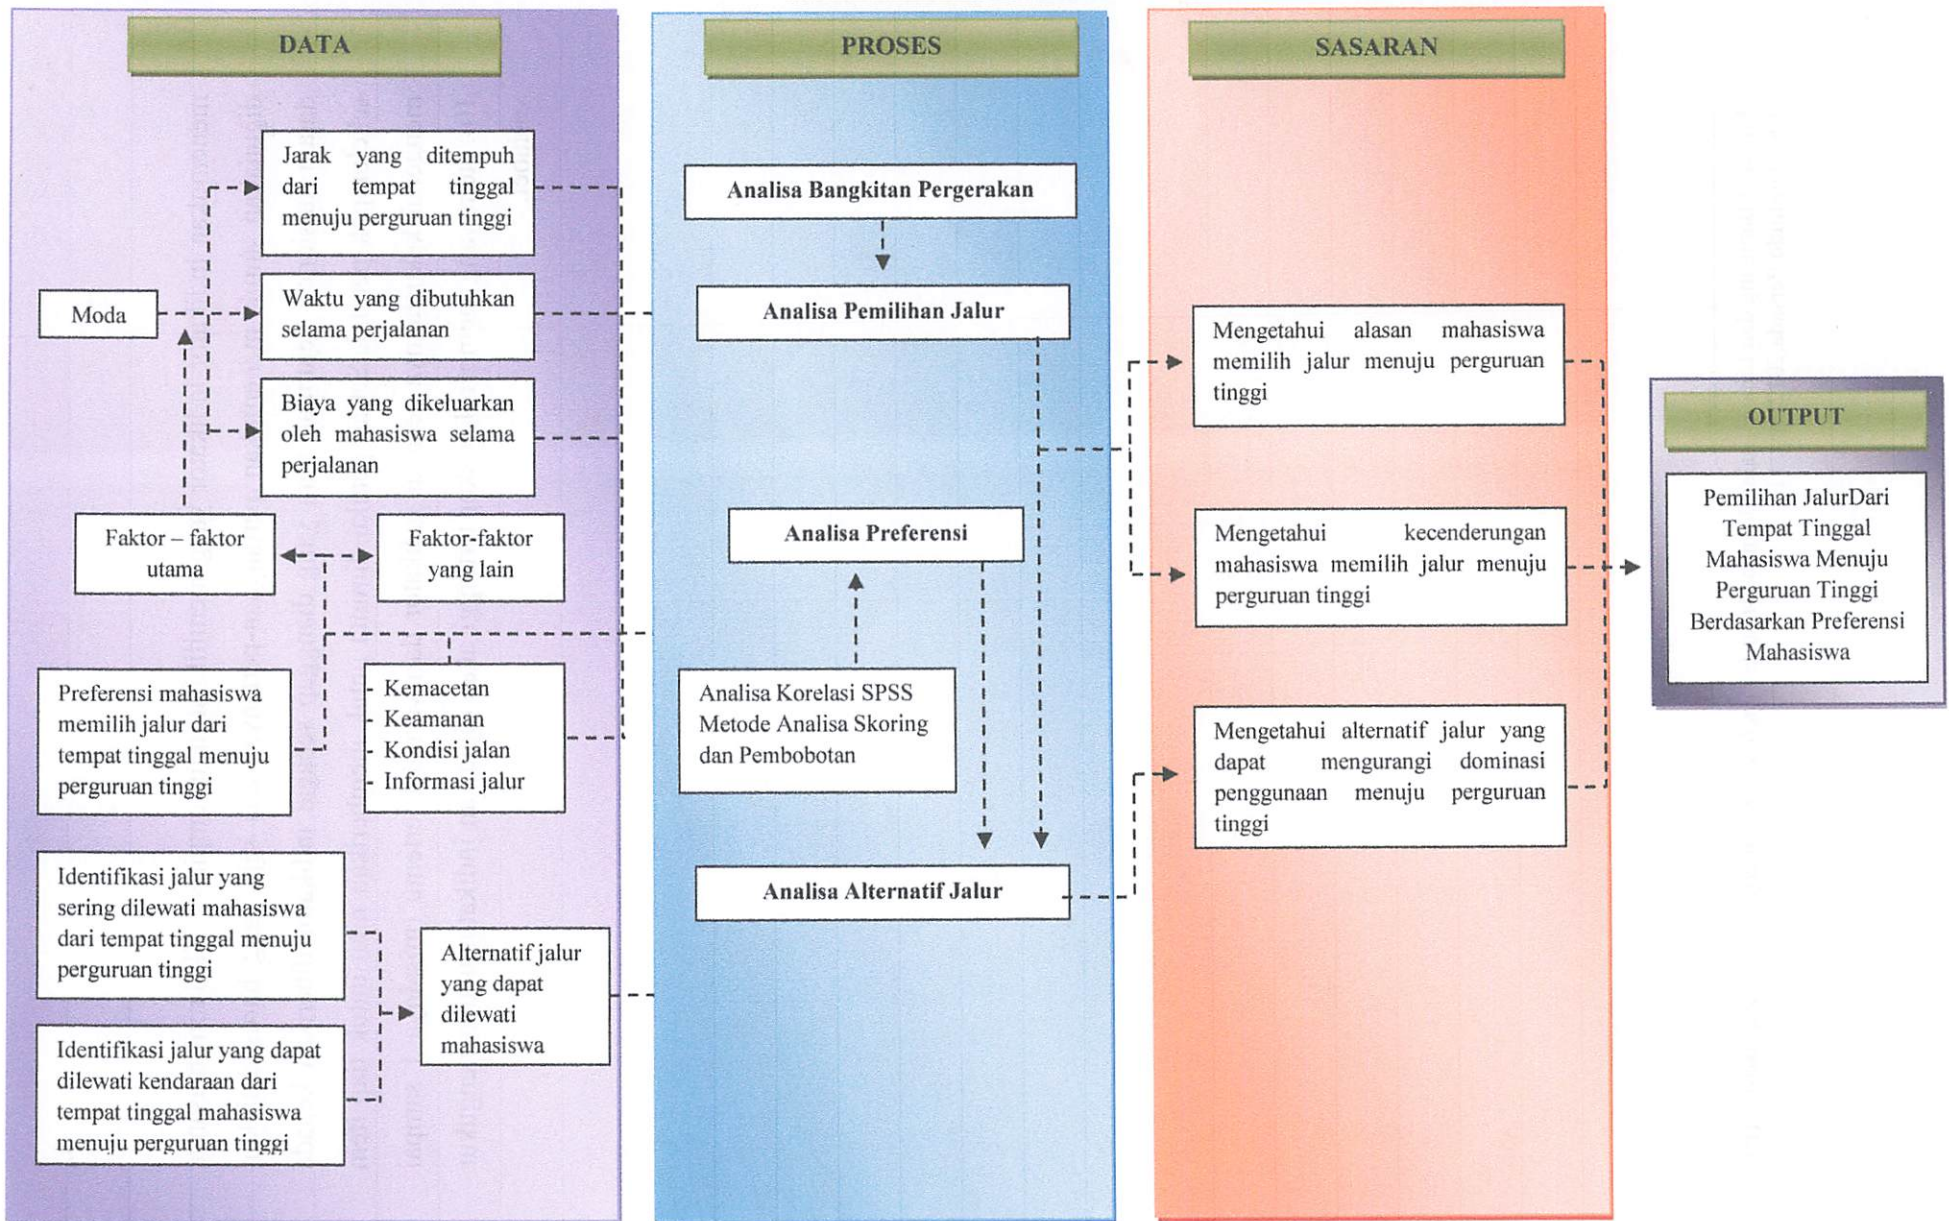 DATA
Jarak yang ditempuh
dari tempat tinggal
menuju perguruan tinggi
Moda
Waktu yang dibutuhkan
selama perjalanan
Biaya yang dikeluarkan
oleh mahasiswa selama
perjalanan
Faktor – faktor
utama
Faktor-faktor
yang lain
Preferensi mahasiswa
memilih jalur dari
tempat tinggal menuju
perguruan tinggi
- Kemacetan
- Keamanan
- Kondisi jalan
- Informasi jalur
Identifikasi jalur yang
sering dilewati mahasiswa
dari tempat tinggal menuju
perguruan tinggi
Identifikasi jalur yang dapat
dilewati kendaraan dari
tempat tinggal mahasiswa
menuju perguruan tinggi
Alternatif jalur
yang dapat
dilewati
mahasiswa
PROSES
Analisa Bangkitan Pergerakan
Analisa Pemilihan Jalur
Analisa Preferensi
Analisa Korelasi SPSS
Metode Analisa Skoring
dan Pembobotan
Analisa Alternatif Jalur
SASARAN
Mengetahui alasan mahasiswa
memilih jalur menuju perguruan
tinggi
Mengetahui kecenderungan
mahasiswa memilih jalur menuju
perguruan tinggi
Mengetahui alternatif jalur yang
dapat mengurangi dominasi
penggunaan menuju perguruan
tinggi
OUTPUT
Pemilihan JalurDari
Tempat Tinggal
Mahasiswa Menuju
Perguruan Tinggi
Berdasarkan Preferensi
Mahasiswa